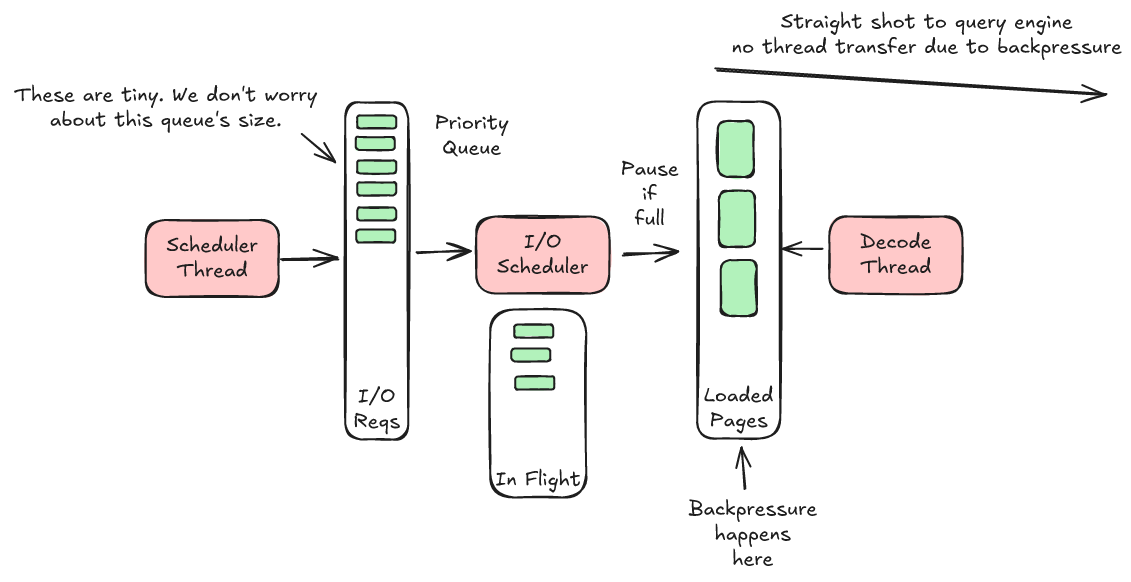 Straight shot to query engine
no thread transfer due to backpressure
These are tiny. We don't worry
about this queue's size.
Priority
Queue
Pause
if
full
Scheduler
Thread
I/O
Scheduler
Decode
Thread
I/O
Reqs
Loaded
Pages
In Flight
Backpressure
happens
here